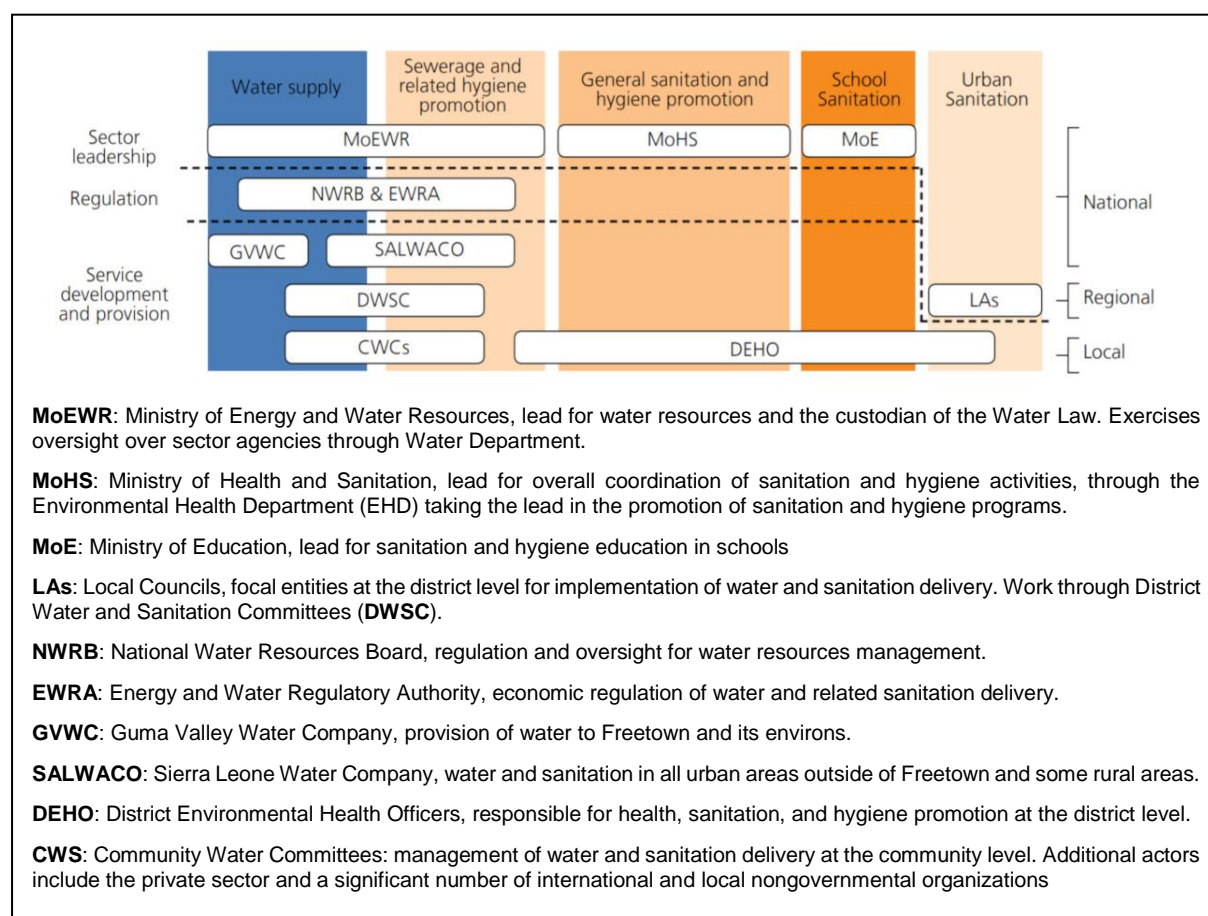 Water supply
Sewerage and
related hygiene
promotion
General sanitation and
hygiene promotion
School
Sanitation
Urban
Sanitation
Sector
leadership
MoEWR
MoHS
MoE
Regulation
NWRB & EWRA
National
Service
development
and provision
GVWC
SALWACO
DWSC
LAs
Regional
CWCs
DEHO
Local
MoEWR: Ministry of Energy and Water Resources, lead for water resources and the custodian of the Water Law. Exercises
oversight over sector agencies through Water Department.
MoHS: Ministry of Health and Sanitation, lead for overall coordination of sanitation and hygiene activities, through the
Environmental Health Department (EHD) taking the lead in the promotion of sanitation and hygiene programs.
MoE: Ministry of Education, lead for sanitation and hygiene education in schools
LAs: Local Councils, focal entities at the district level for implementation of water and sanitation delivery. Work through District
Water and Sanitation Committees (DWSC).
NWRB: National Water Resources Board, regulation and oversight for water resources management.
EWRA: Energy and Water Regulatory Authority, economic regulation of water and related sanitation delivery.
GVWC: Guma Valley Water Company, provision of water to Freetown and its environs.
SALWACO: Sierra Leone Water Company, water and sanitation in all urban areas outside of Freetown and some rural areas.
DEHO: District Environmental Health Officers, responsible for health, sanitation, and hygiene promotion at the district level.
CWS: Community Water Committees: management of water and sanitation delivery at the community level. Additional actors
include the private sector and a significant number of international and local nongovernmental organizations